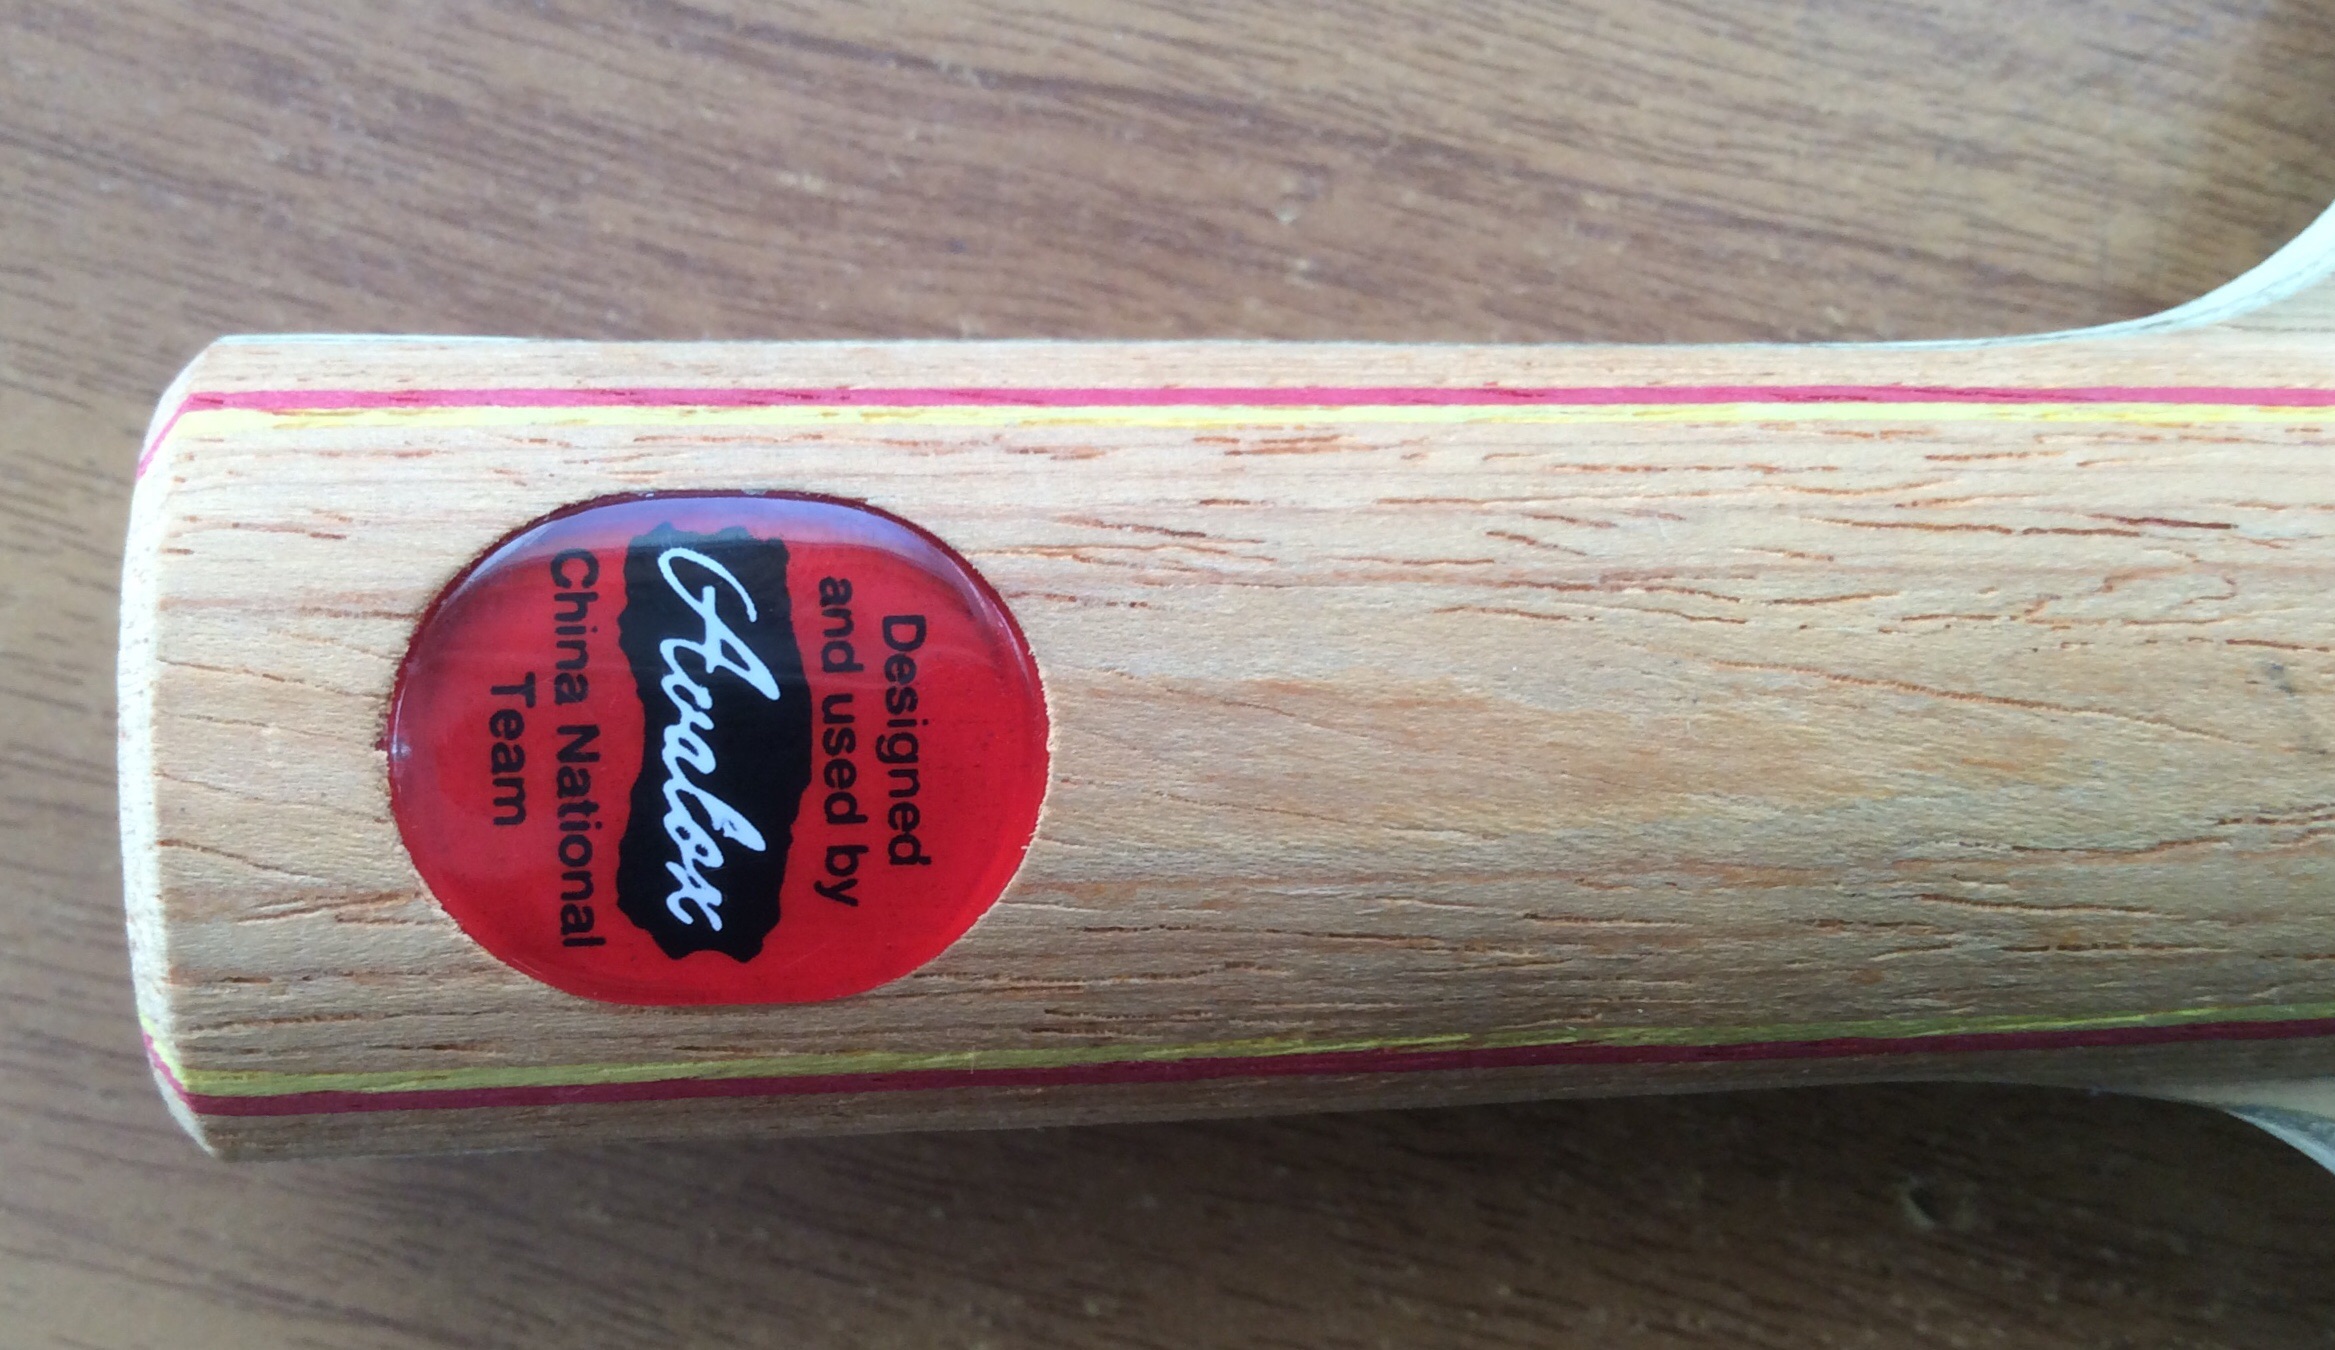 Designed
and used by
Avalox
China National
Team